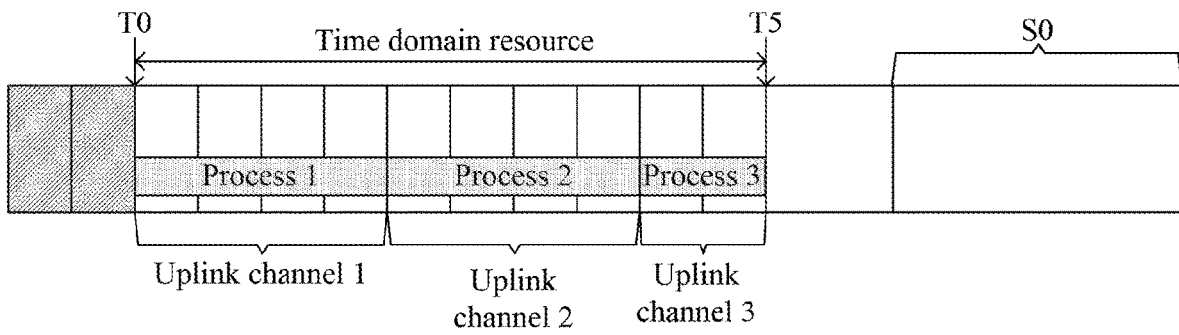 T0
Time domain resource
T5
S0
Process 1
Process 2
Process 3
Uplink channel 1
Uplink
channel 2
Uplink
channel 3